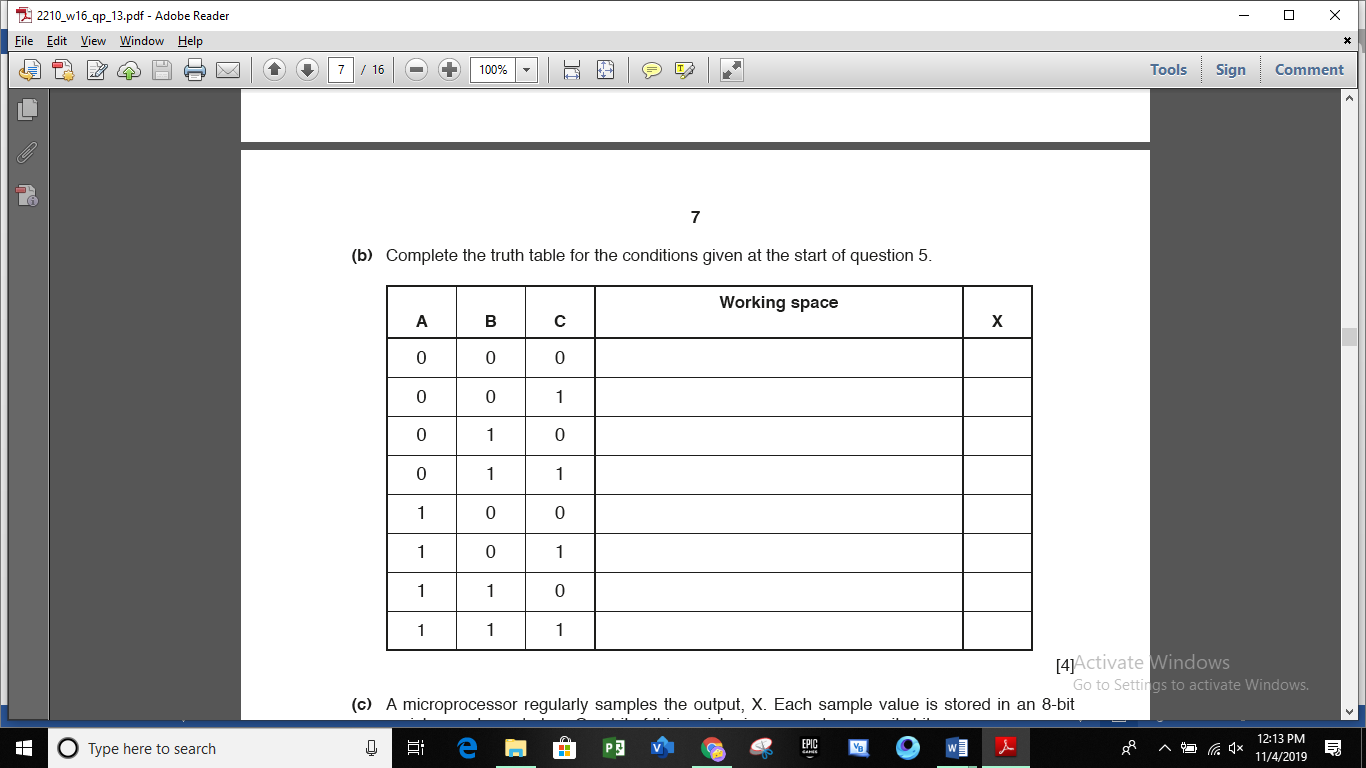 2210_w16_qp_13.pdf - Adobe Reader
File Edit View Window Help
7 / 16 100% Tools Sign Comment
7
(b) Complete the truth table for the conditions given at the start of question 5.
A B C Working space X
0 0 0
0 0 1
0 1 0
0 1 1
1 0 0
1 0 1
1 1 0
1 1 1
[4]
Activate Windows
Go to Settings to activate Windows.
(c) A microprocessor regularly samples the output, X. Each sample value is stored in an 8-bit
Type here to search
12:13 PM
11/4/2019